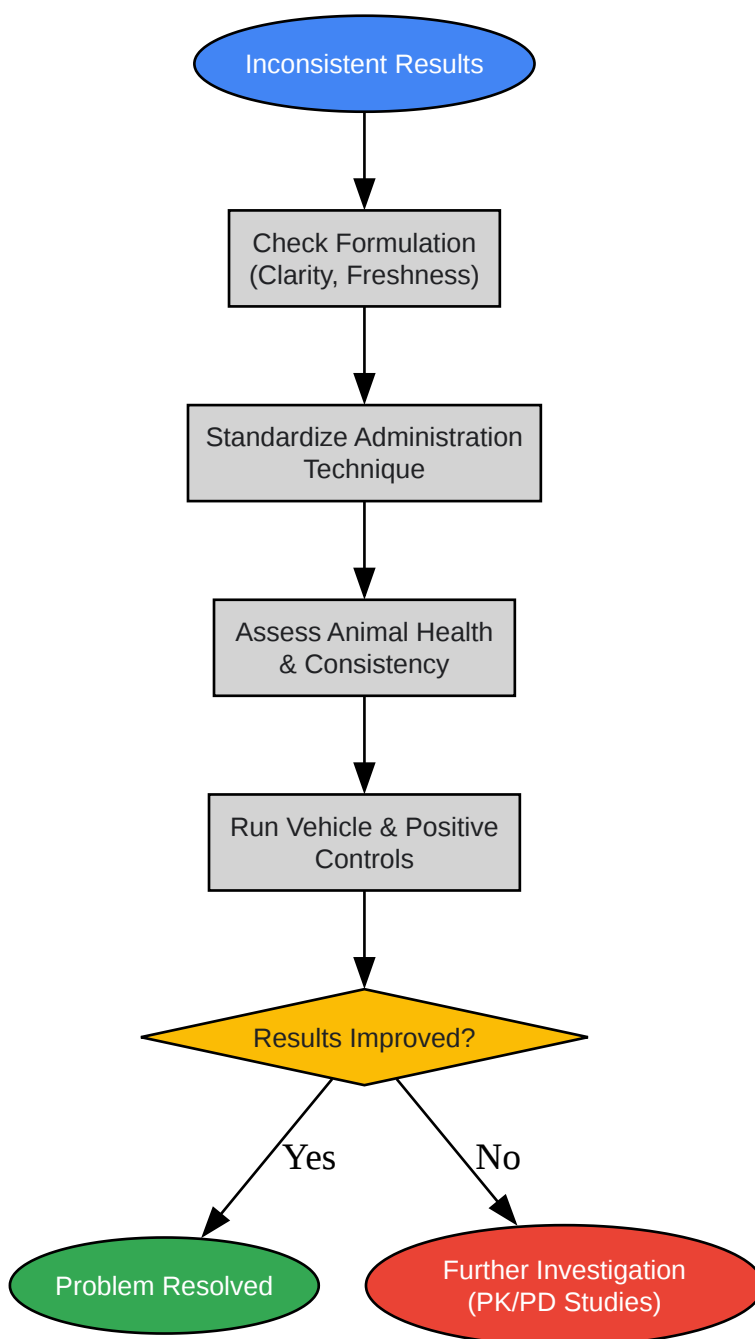 Inconsistent Results
Check Formulation
(Clarity, Freshness)
Standardize Administration
Technique
Assess Animal Health
& Consistency
Run Vehicle & Positive
Controls
Results Improved?
Yes
No
Problem Resolved
Further Investigation
(PK/PD Studies)